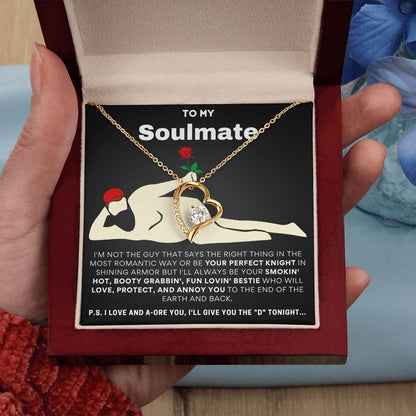 TO MY
Soulmate
I'M NOT THE GUY THAT SAYS THE RIGHT THING IN THE
MOST ROMANTIC WAY OR BE YOUR PERFECT KNIGHT IN
SHINING ARMOR BUT I'LL ALWAYS BE YOUR SMOKIN'
HOT, BOOTY GRABBIN', FUN LOVIN' BESTIE WHO WILL
LOVE, PROTECT, AND ANNOY YOU TO THE END OF THE
EARTH AND BACK.
P.S. I LOVE AND A-ORE YOU, I'LL GIVE YOU THE "D" TONIGHT...